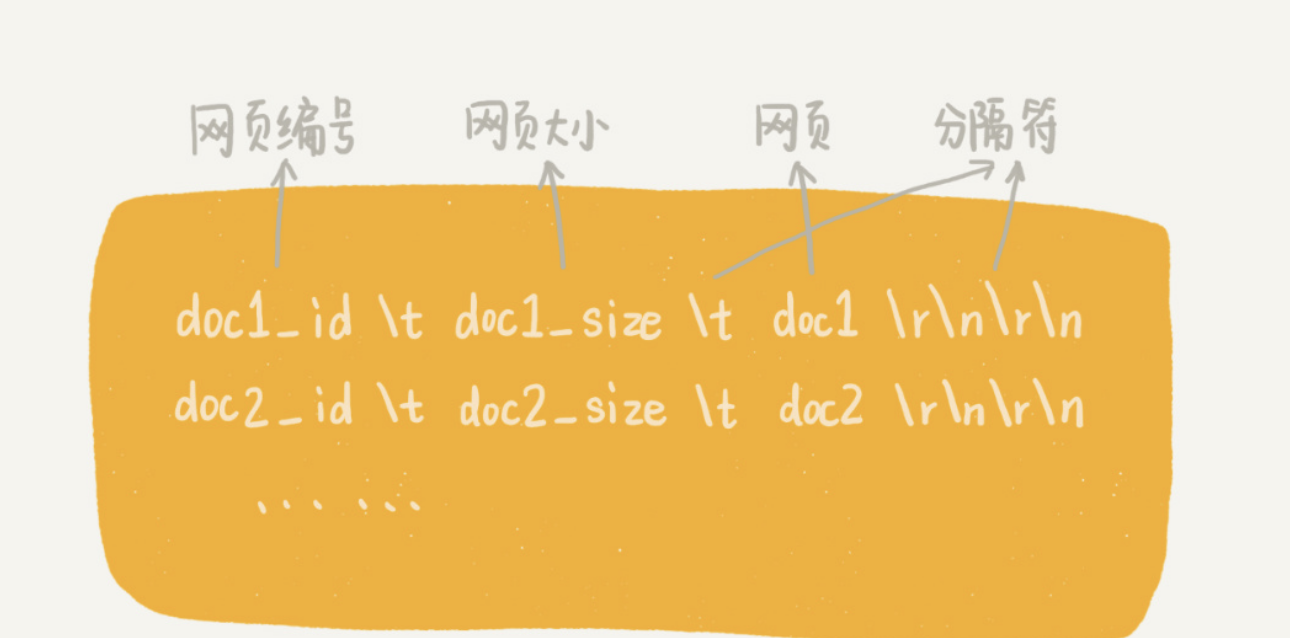 网页编号 网页大小 网页 分隔符
doc1_id \t doc1_size \t doc1 \r\n\r\n
doc2_id \t doc2_size \t doc2 \r\n\r\n
......